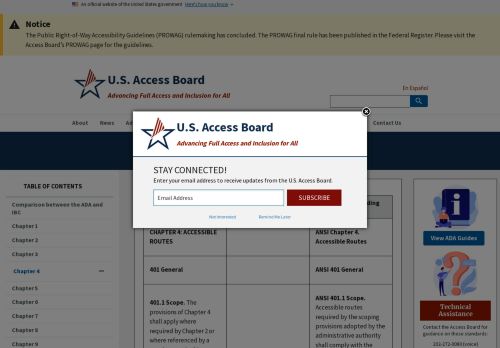 An official website of the United States government Here's how you know
Notice
The Public Right-of-Way Accessibility Guidelines (PROWAG) rulemaking has concluded. The PROWAG final rule has been published in the Federal Register. Please visit the
Access Board's PROWAG page for the guidelines.
U.S. Access Board
Advancing Full Access and Inclusion for All
En Español
About News Contact Us
U.S. Access Board
Advancing Full Access and Inclusion for All
STAY CONNECTED!
Enter your email address to receive updates from the U.S. Access Board.
Email Address
SUBSCRIBE
Not Interested Remind Me Later
TABLE OF CONTENTS
Comparison between the ADA and
IBC
Chapter 1
Chapter 2
Chapter 3
Chapter 4
Chapter 5
Chapter 6
Chapter 7
Chapter 8
Chapter 9
CHAPTER 4: ACCESSIBLE
ROUTES
ANSI Chapter 4.
Accessible Routes
401 General
ANSI 401 General
401.1 Scope. The
provisions of Chapter 4
shall apply where
required by Chapter 2 or
where referenced by a
ANSI 401.1 Scope.
Accessible routes
required by the scoping
provisions adopted by the
administrative authority
shall comply with the
View ADA Guides
Technical
Assistance
Contact the Access Board for
guidance on these standards: